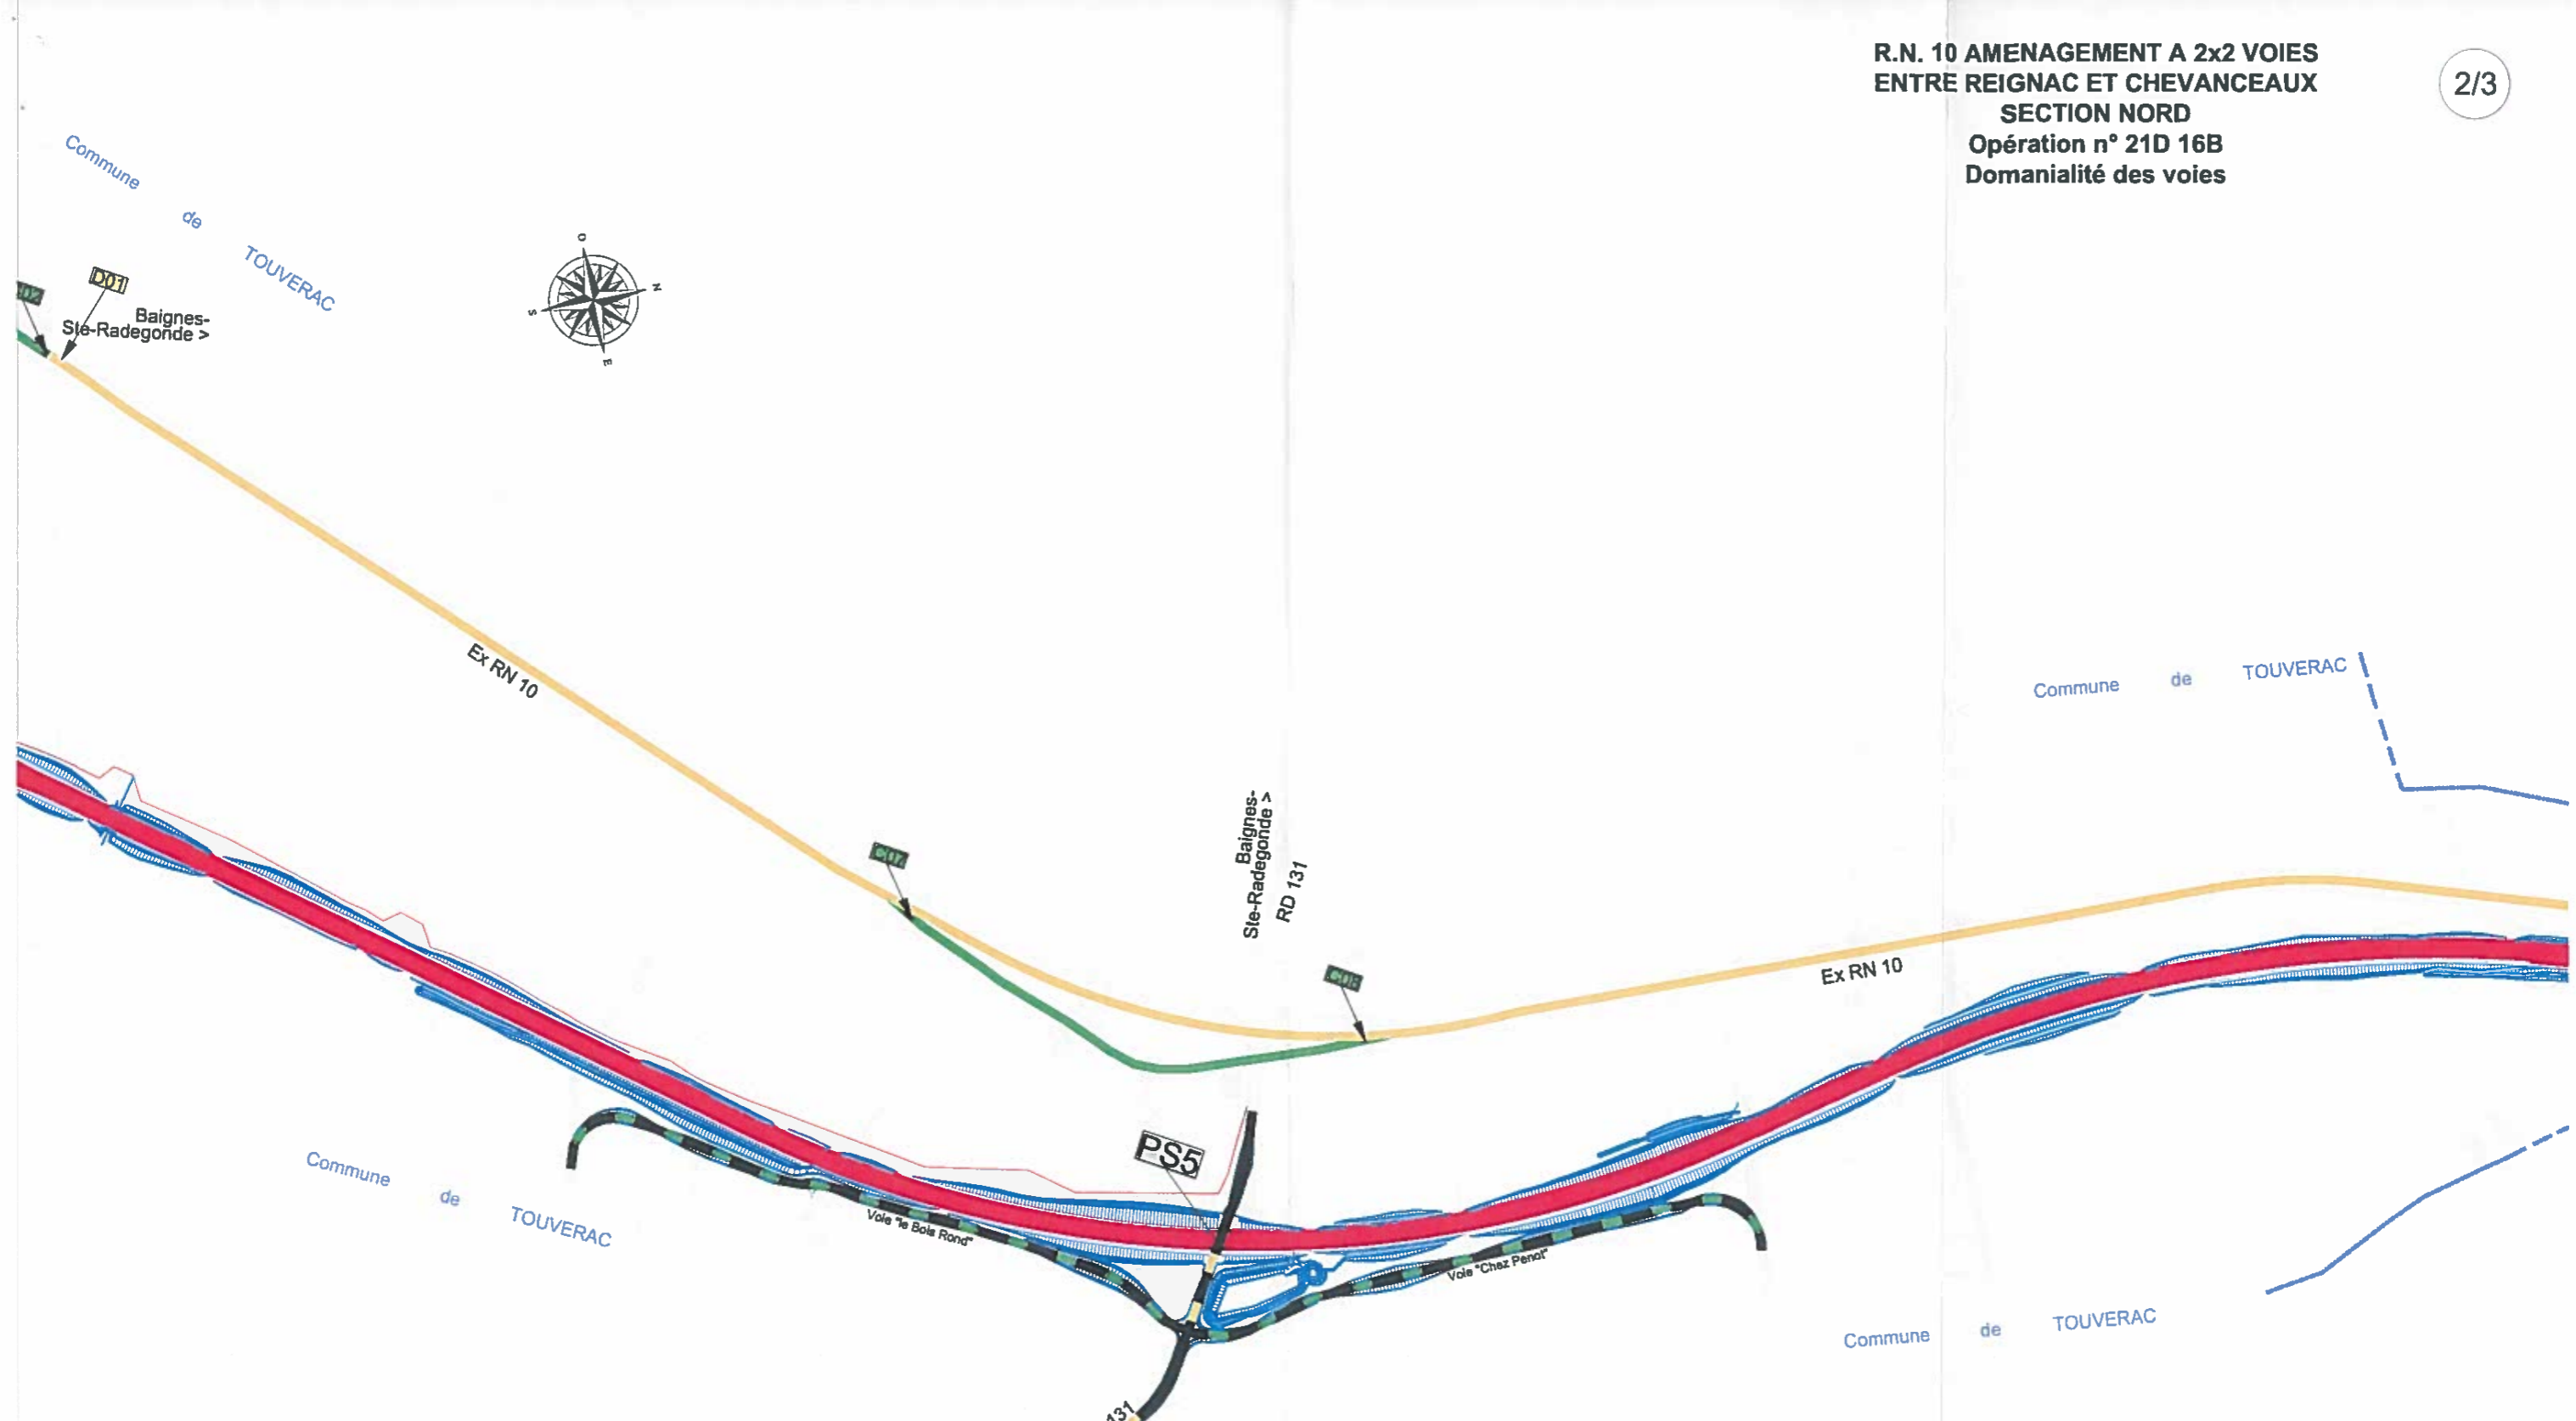 R.N. 10 AMENAGEMENT A 2x2 VOIES
ENTRE REIGNAC ET CHEVANCEAUX
SECTION NORD
Opération n° 21D 16B
Domanialité des voies
2/3
Commune de TOUVERAC
D01
Baignes-
Ste-Radegonde >
O
N
S
E
Ex RN 10
Commune de TOUVERAC
Baignes-
Ste-Radegonde >
RD 131
Ex RN 10
PS5
Commune de TOUVERAC
Voie "le Bois Rond"
Voie "Chez Penot"
Commune de TOUVERAC
131